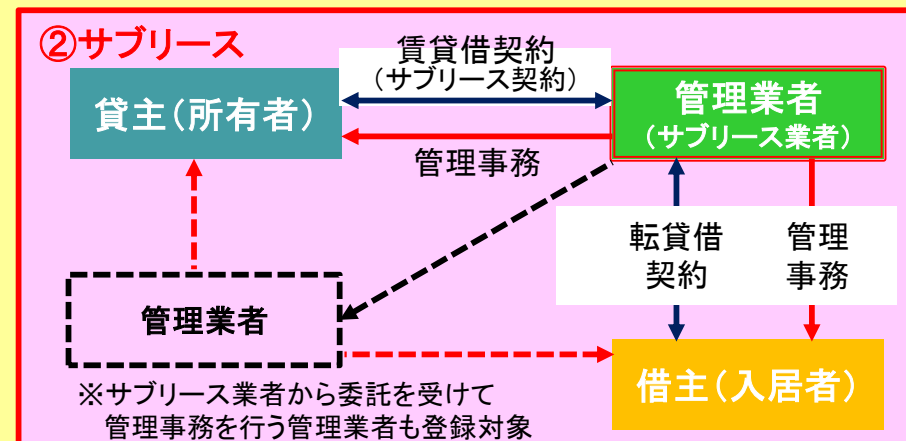 ②サブリース
賃貸借契約
（サブリース契約）
貸主（所有者）
管理業者
（サブリース業者）
管理事務
転貸借
契約
管理
事務
管理業者
借主（入居者）
※サブリース業者から委託を受けて
管理事務を行う管理業者も登録対象